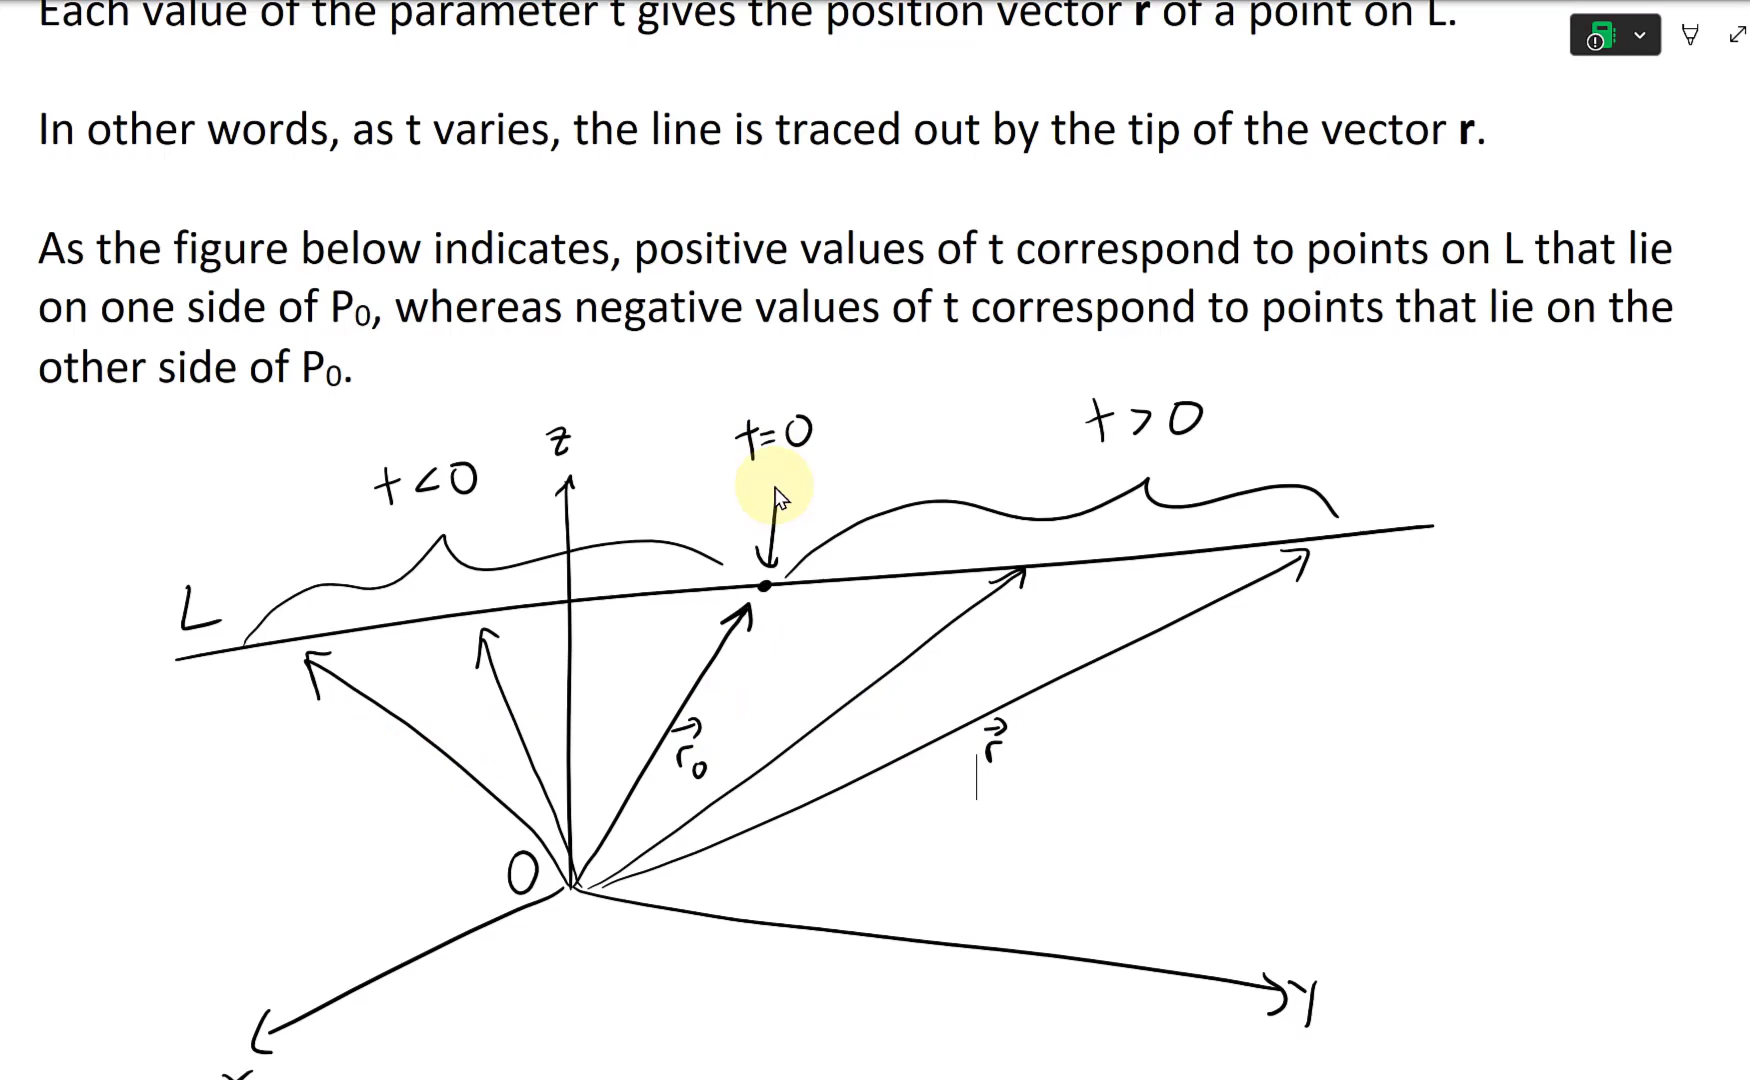 Each value of the parameter t gives the position vector r of a point on L.
In other words, as t varies, the line is traced out by the tip of the vector r.
As the figure below indicates, positive values of t correspond to points on L that lie
on one side of P₀, whereas negative values of t correspond to points that lie on the
other side of P₀.
t > 0
t = 0
z
t < 0
L
r⃗₀
r⃗
O
y
x